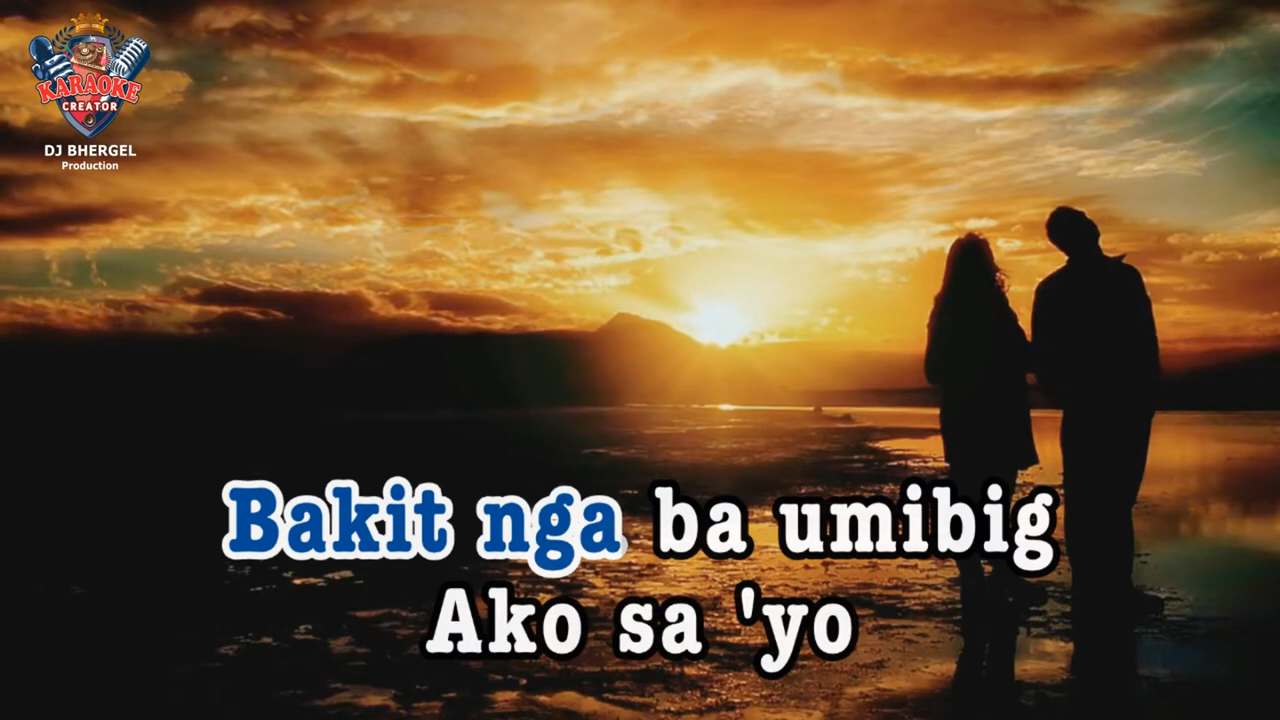 KARAOKE
CREATOR
DJ BHERGEL
Production
Bakit nga ba umibig
Ako sa 'yo